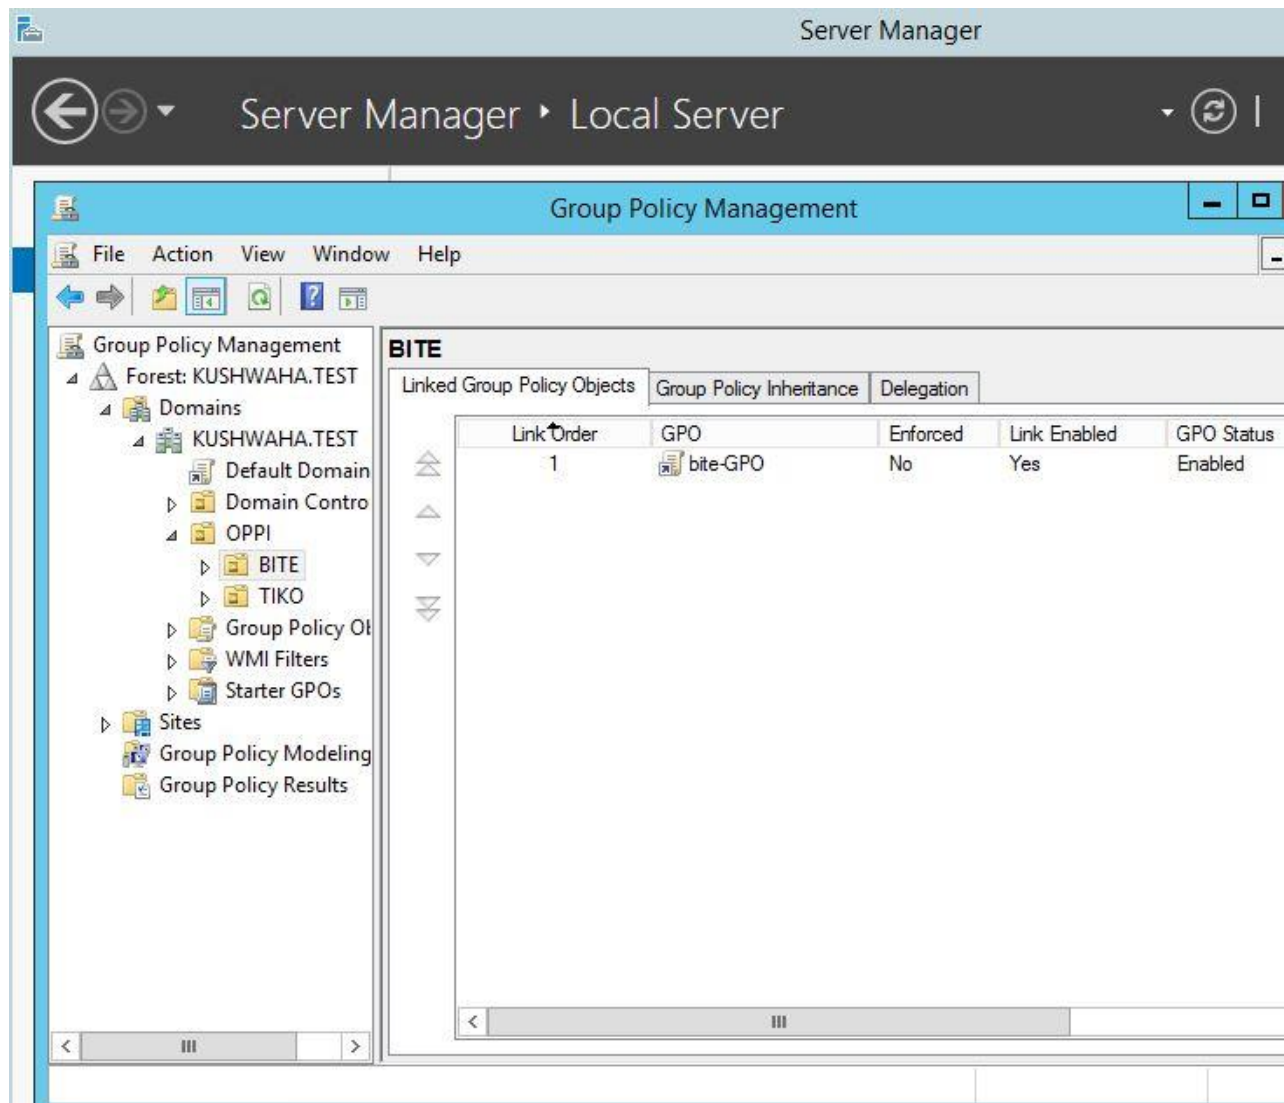 Server Manager
Server Manager ‣ Local Server
Group Policy Management
File Action View Window Help
Group Policy Management
Forest: KUSHWAHA.TEST
Domains
KUSHWAHA.TEST
Default Domain
Domain Contro
OPPI
BITE
TIKO
Group Policy Ob
WMI Filters
Starter GPOs
Sites
Group Policy Modeling
Group Policy Results
BITE
Linked Group Policy Objects Group Policy Inheritance Delegation
Link Order GPO Enforced Link Enabled GPO Status
1 bite-GPO No Yes Enabled